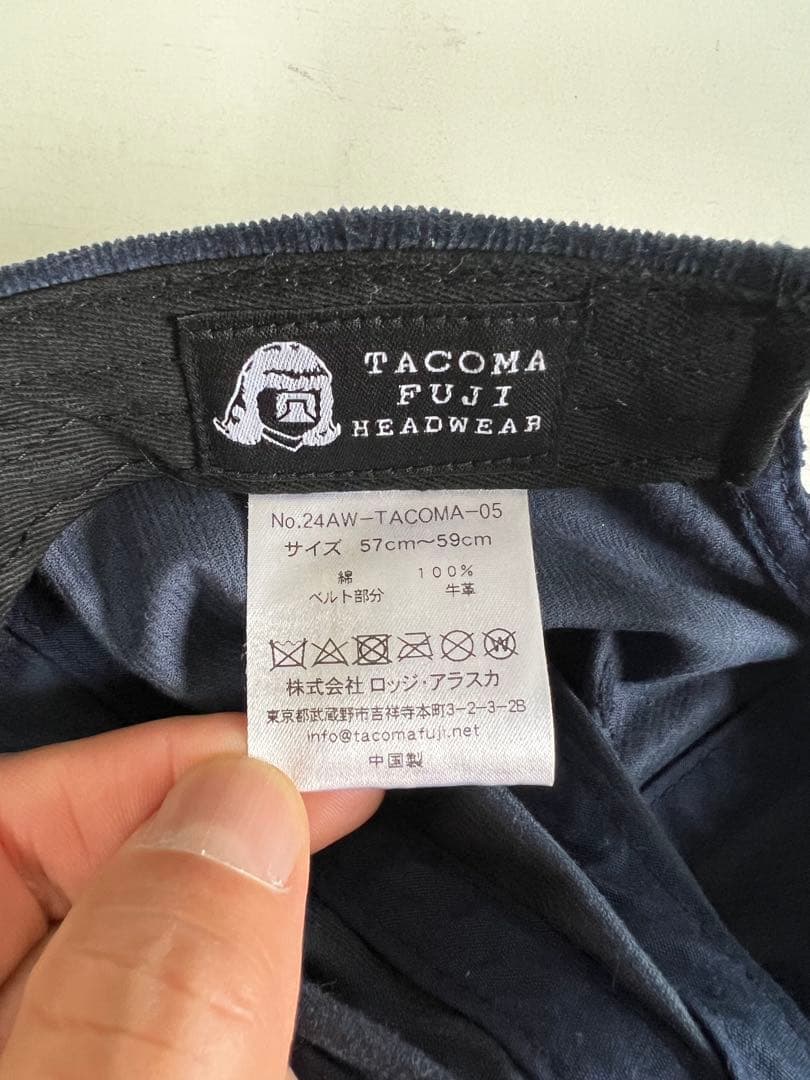 TACOMA
FUJI
HEADWEAR
No.24AW-TACOMA-05
サイズ 57cm～59cm
綿 100%
ベルト部分 牛革
株式会社 ロッジ・アラスカ
東京都武蔵野市吉祥寺本町3-2-3-2B
info@tacomafuji.net
中国製